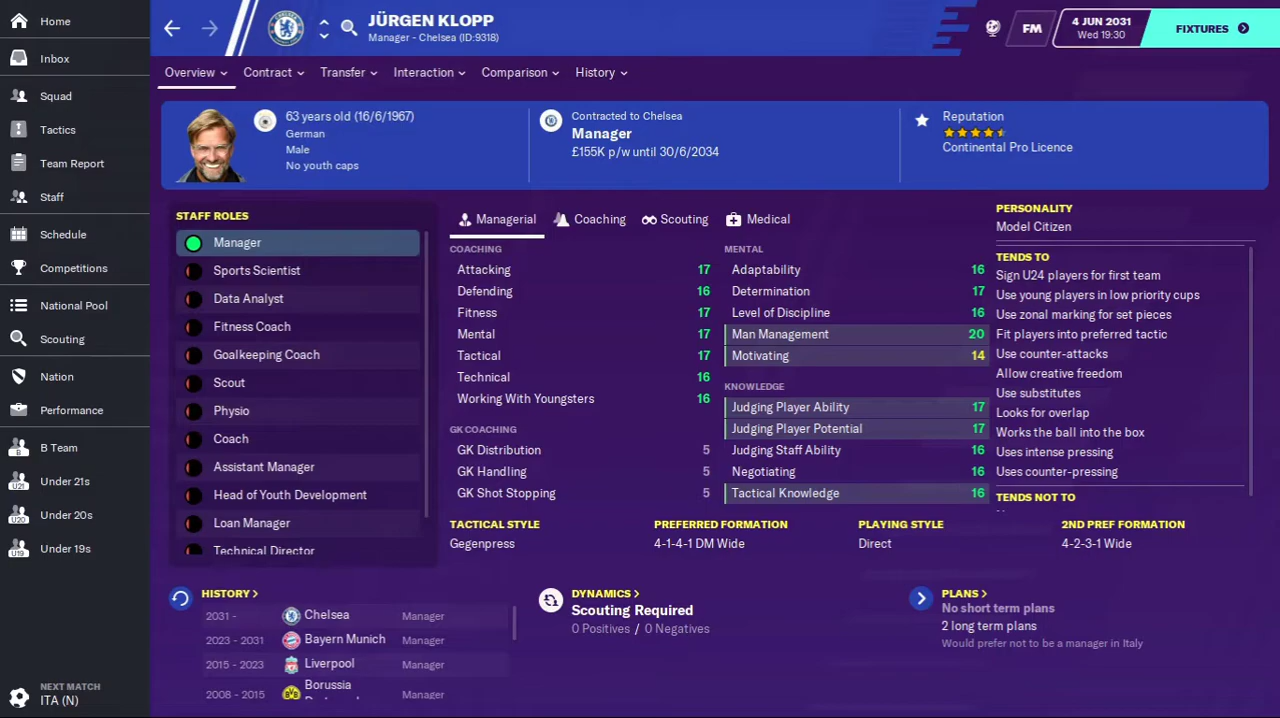 Home
Inbox
Squad
Tactics
Team Report
Staff
Schedule
Competitions
National Pool
Scouting
Nation
Performance
B Team
Under 21s
Under 20s
Under 19s
NEXT MATCH
ITA (N)
JÜRGEN KLOPP
Manager - Chelsea (ID:9318)
FM
4 JUN 2031
Wed 19:30
FIXTURES
Overview
Contract
Transfer
Interaction
Comparison
History
63 years old (16/6/1967)
German
Male
No youth caps
Contracted to Chelsea
Manager
£155K p/w until 30/6/2034
Reputation
Continental Pro Licence
STAFF ROLES
Manager
Sports Scientist
Data Analyst
Fitness Coach
Goalkeeping Coach
Scout
Physio
Coach
Assistant Manager
Head of Youth Development
Loan Manager
Technical Director
Managerial
Coaching
Scouting
Medical
COACHING
Attacking 17
Defending 16
Fitness 17
Mental 17
Tactical 17
Technical 16
Working With Youngsters 16
GK COACHING
GK Distribution 5
GK Handling 5
GK Shot Stopping 5
MENTAL
Adaptability 16
Determination 17
Level of Discipline 16
Man Management 20
Motivating 14
KNOWLEDGE
Judging Player Ability 17
Judging Player Potential 17
Judging Staff Ability 16
Negotiating 16
Tactical Knowledge 16
PERSONALITY
Model Citizen
TENDS TO
Sign U24 players for first team
Use young players in low priority cups
Use zonal marking for set pieces
Fit players into preferred tactic
Use counter-attacks
Allow creative freedom
Use substitutes
Looks for overlap
Works the ball into the box
Uses intense pressing
Uses counter-pressing
TENDS NOT TO
TACTICAL STYLE
Gegenpress
PREFERRED FORMATION
4-1-4-1 DM Wide
PLAYING STYLE
Direct
2ND PREF FORMATION
4-2-3-1 Wide
HISTORY >
2031 - Chelsea Manager
2023 - 2031 Bayern Munich Manager
2015 - 2023 Liverpool Manager
2008 - 2015 Borussia Manager
DYNAMICS >
Scouting Required
0 Positives / 0 Negatives
PLANS >
No short term plans
2 long term plans
Would prefer not to be a manager in Italy